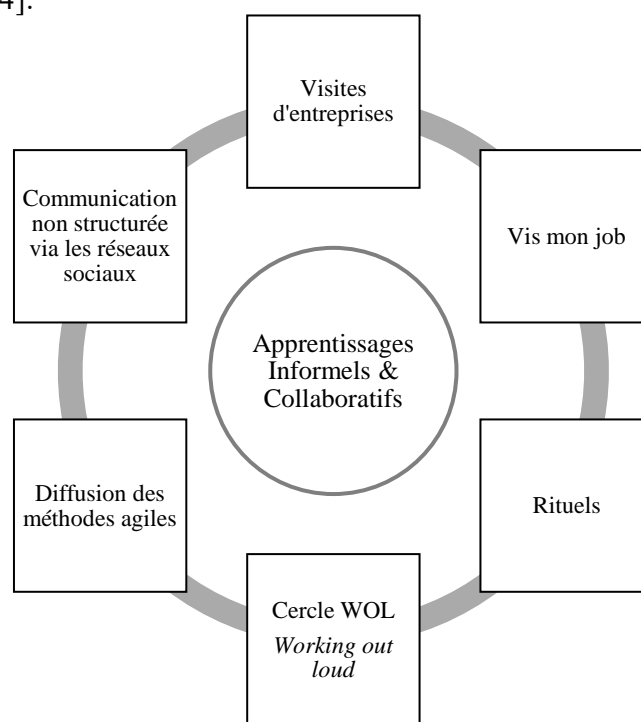 4].
Visites
d'entreprises
Communication
non structurée
via les réseaux
sociaux
Vis mon job
Apprentissages
Informels &
Collaboratifs
Diffusion des
méthodes agiles
Rituels
Cercle WOL
Working out
loud